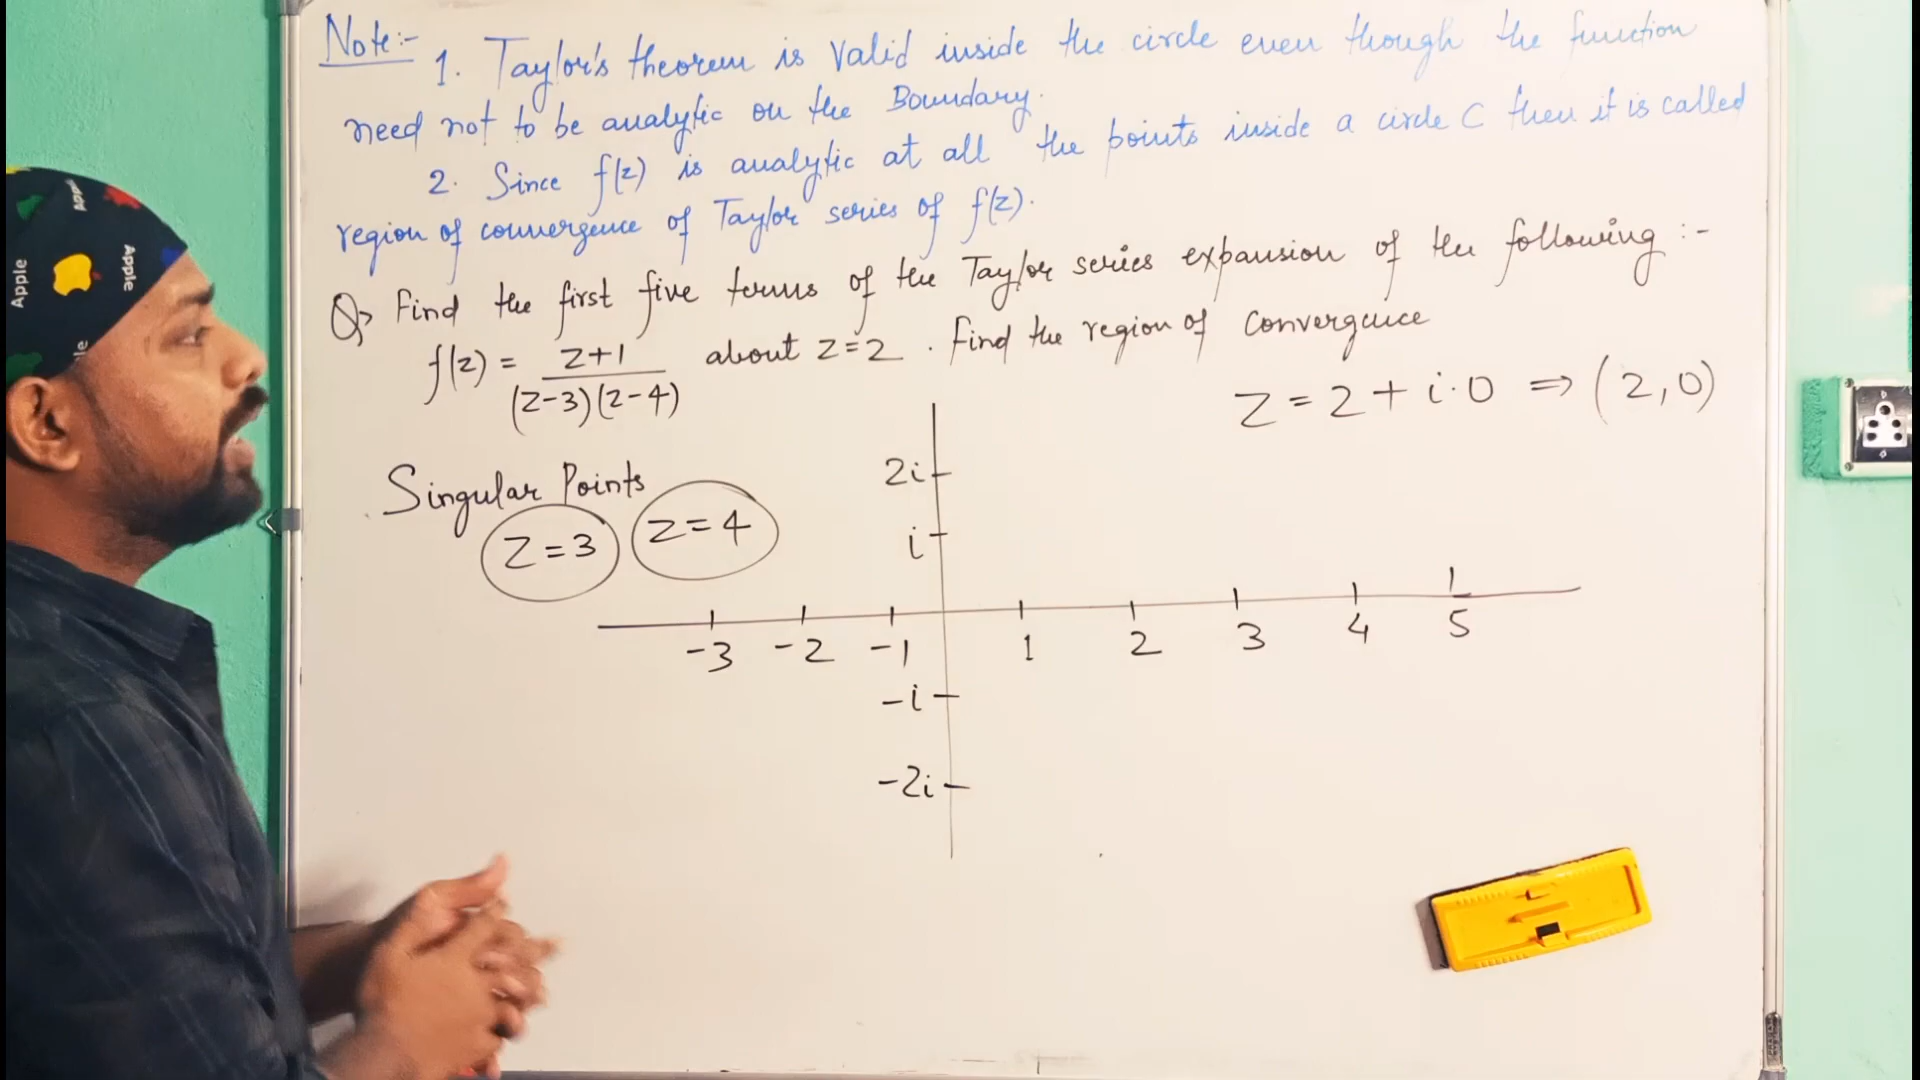 Note:-
1. Taylor's theorem is valid inside the circle even though the function
need not to be analytic on the Boundary.
2. Since f(z) is analytic at all the points inside a circle C then it is called
region of convergence of Taylor series of f(z).
Q> Find the first five terms of the Taylor series expansion of the following :-
f(z) = z+1 / (z-3)(z-4) about z=2. Find the region of convergence
z = 2 + i·0 ⇒ (2,0)
Singular Points
z=3 z=4
2i
i
-3 -2 -1 1 2 3 4 5
-i
-2i
Apple
Apple